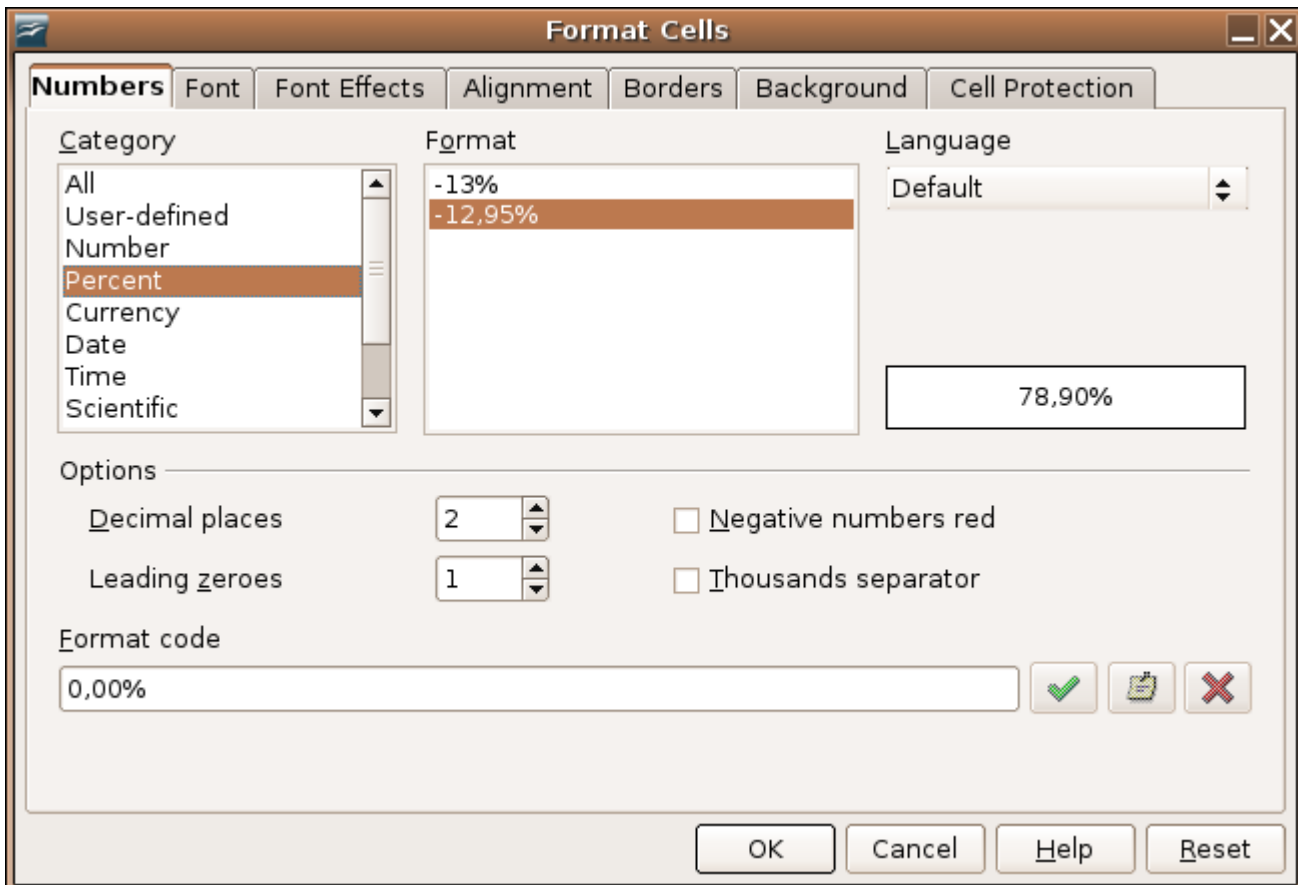 Format Cells
Numbers Font Font Effects Alignment Borders Background Cell Protection
Category Format Language
All -13% Default
User-defined -12,95%
Number
Percent
Currency
Date
Time 78,90%
Scientific
Options
Decimal places 2 Negative numbers red
Leading zeroes 1 Thousands separator
Format code
0,00%
OK Cancel Help Reset